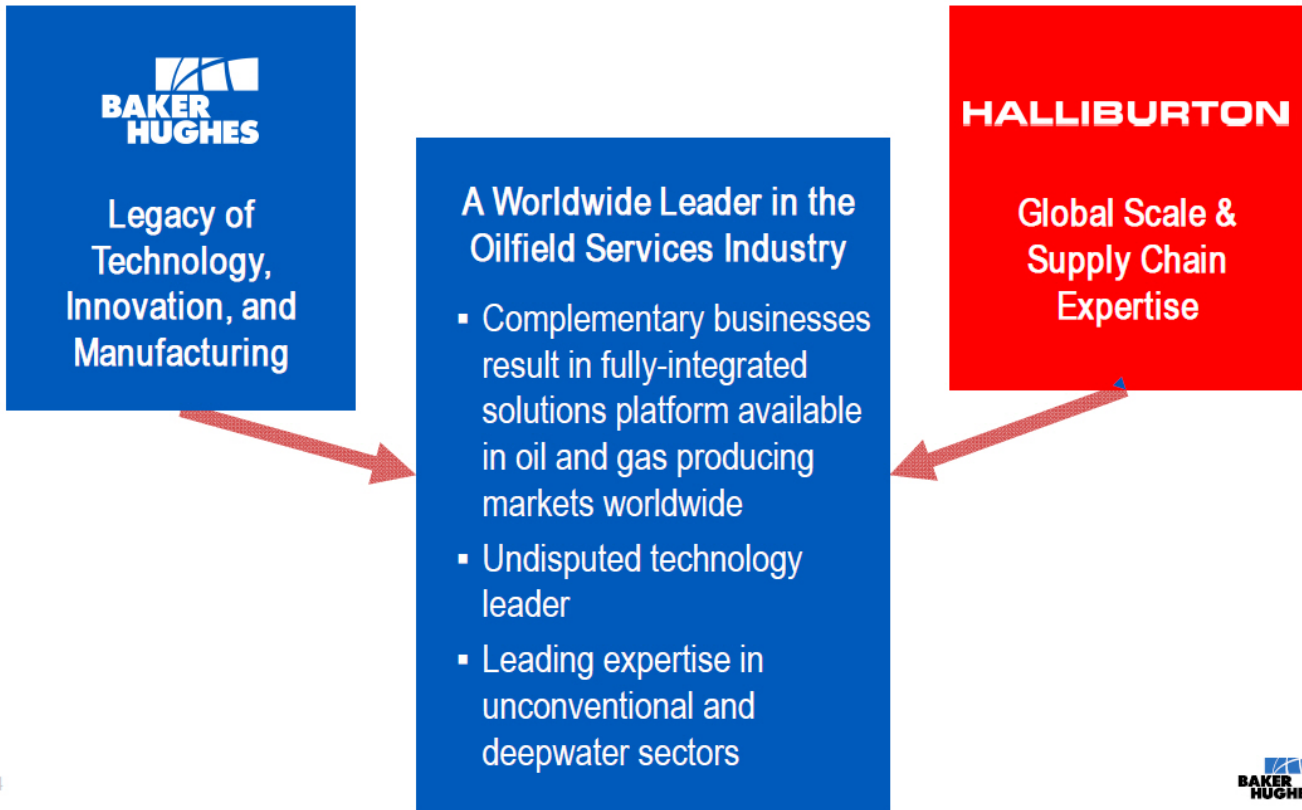 BAKER
HUGHES
Legacy of
Technology,
Innovation, and
Manufacturing
A Worldwide Leader in the
Oilfield Services Industry
▪ Complementary businesses
result in fully-integrated
solutions platform available
in oil and gas producing
markets worldwide
▪ Undisputed technology
leader
▪ Leading expertise in
unconventional and
deepwater sectors
HALLIBURTON
Global Scale &
Supply Chain
Expertise
BAKER